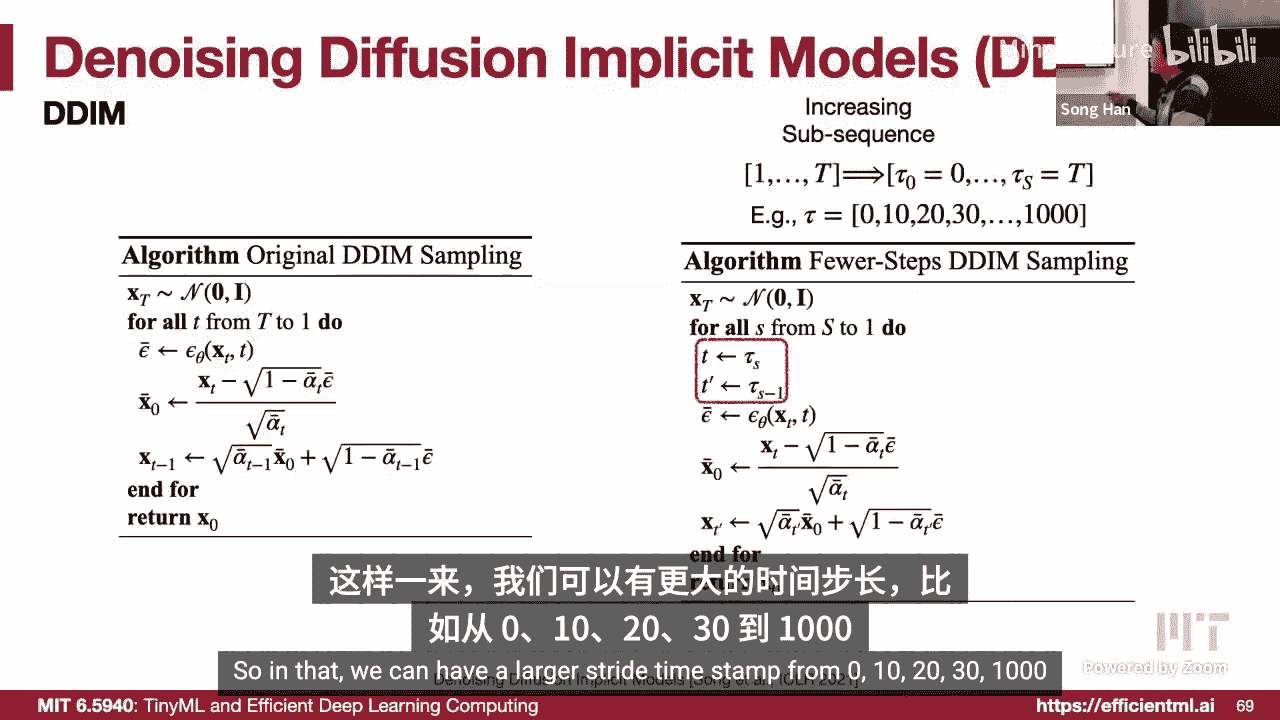 Denoising Diffusion Implicit Models (DD
bilibili
Song Han
DDIM
Increasing
Sub-sequence
[1,…, T]⟹[τ₀ = 0,…, τ_S = T]
E.g., τ = [0,10,20,30,…,1000]
Algorithm Original DDIM Sampling
x_T ∼ 𝒩(0, I)
for all t from T to 1 do
ε̄ ← ϵ_θ(x_t, t)
x̄₀ ← (x_t − √(1 − ᾱ_t) ε̄) / √ᾱ_t
x_{t−1} ← √ᾱ_{t−1} x̄₀ + √(1 − ᾱ_{t−1}) ε̄
end for
return x₀
Algorithm Fewer-Steps DDIM Sampling
x_T ∼ 𝒩(0, I)
for all s from S to 1 do
t ← τ_s
t′ ← τ_{s−1}
ε̄ ← ϵ_θ(x_t, t)
x̄₀ ← (x_t − √(1 − ᾱ_t) ε̄) / √ᾱ_t
x_{t′} ← √ᾱ_{t′} x̄₀ + √(1 − ᾱ_{t′}) ε̄
end for
这样一来，我们可以有更大的时间步长，比
如从 0、10、20、30 到 1000
So in that, we can have a larger stride time stamp from 0, 10, 20, 30, 1000
MIT
Powered by Zoom
MIT 6.5940: TinyML and Efficient Deep Learning Computing
https://efficientml.ai
69